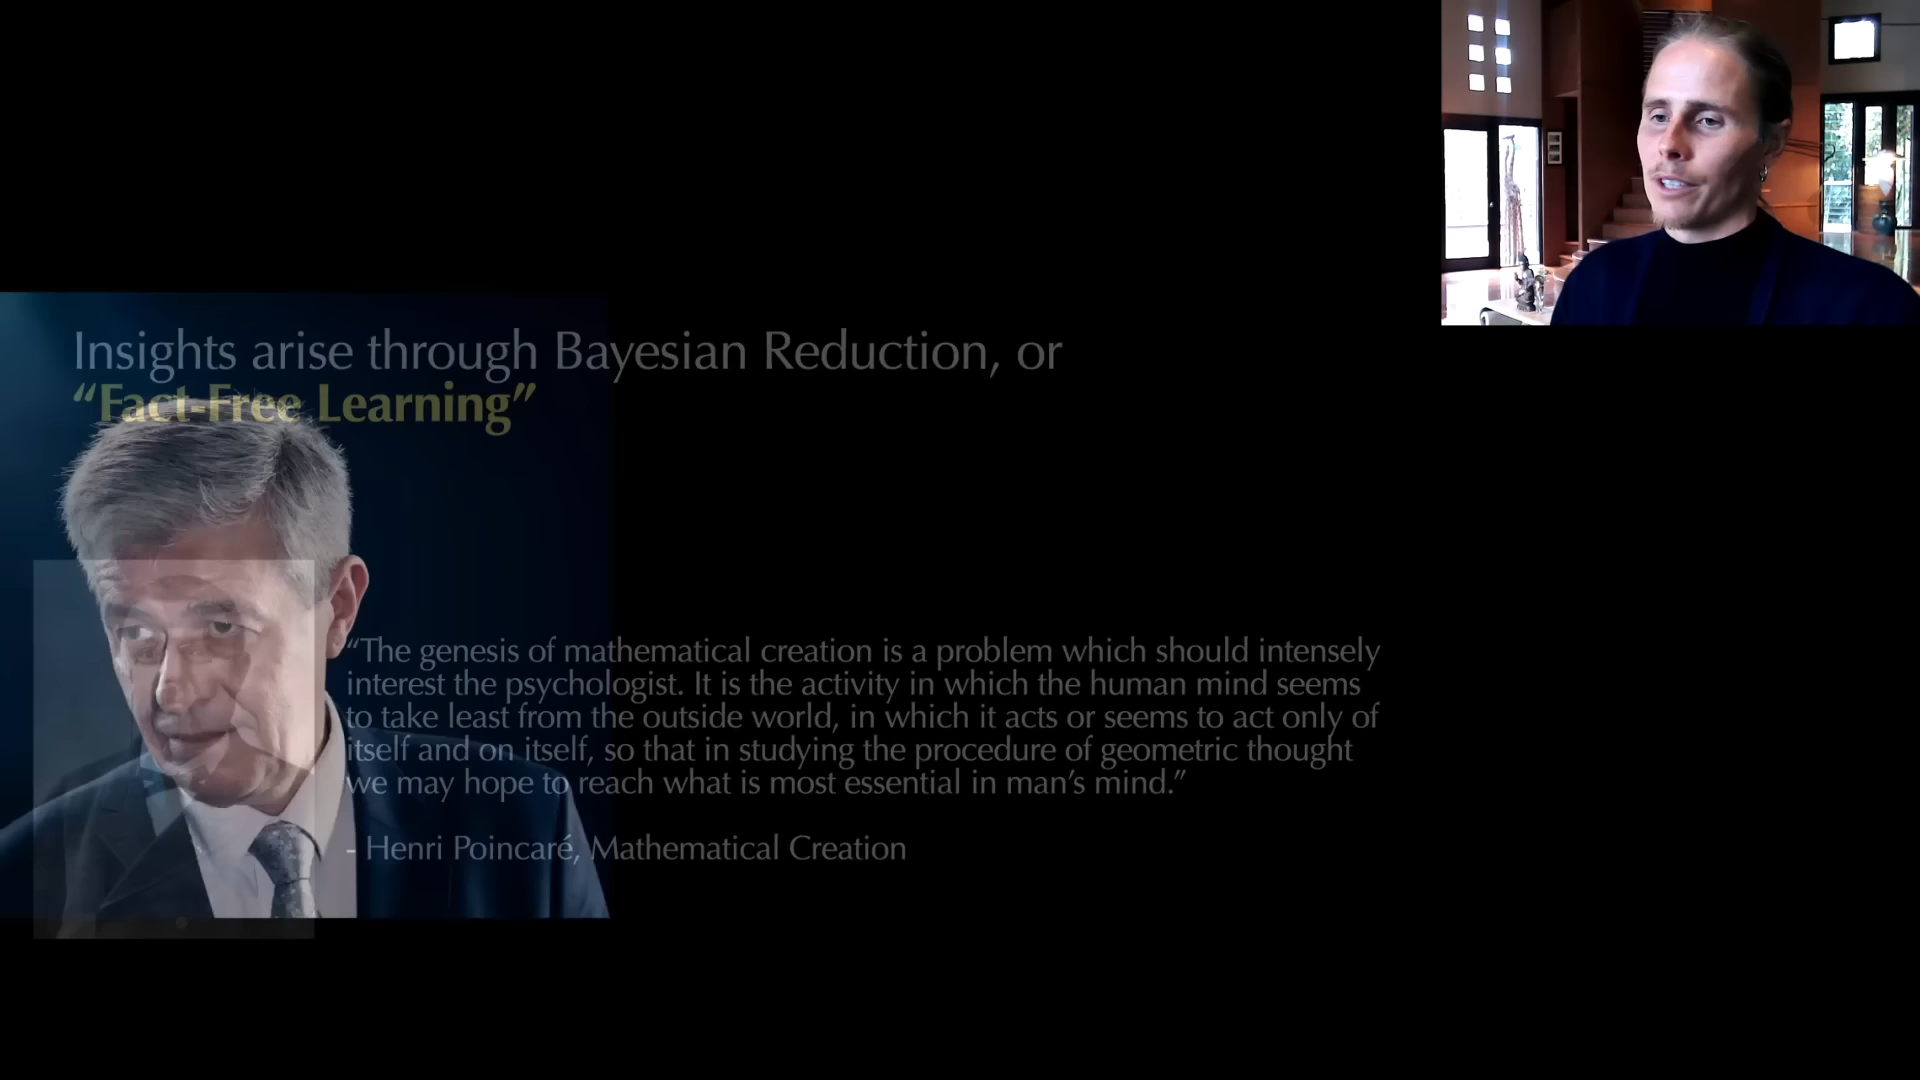 Insights arise through Bayesian Reduction, or
“Fact-Free Learning”
“The genesis of mathematical creation is a problem which should intensely
interest the psychologist. It is the activity in which the human mind seems
to take least from the outside world, in which it acts or seems to act only of
itself and on itself, so that in studying the procedure of geometric thought
we may hope to reach what is most essential in man’s mind.”
- Henri Poincaré, Mathematical Creation